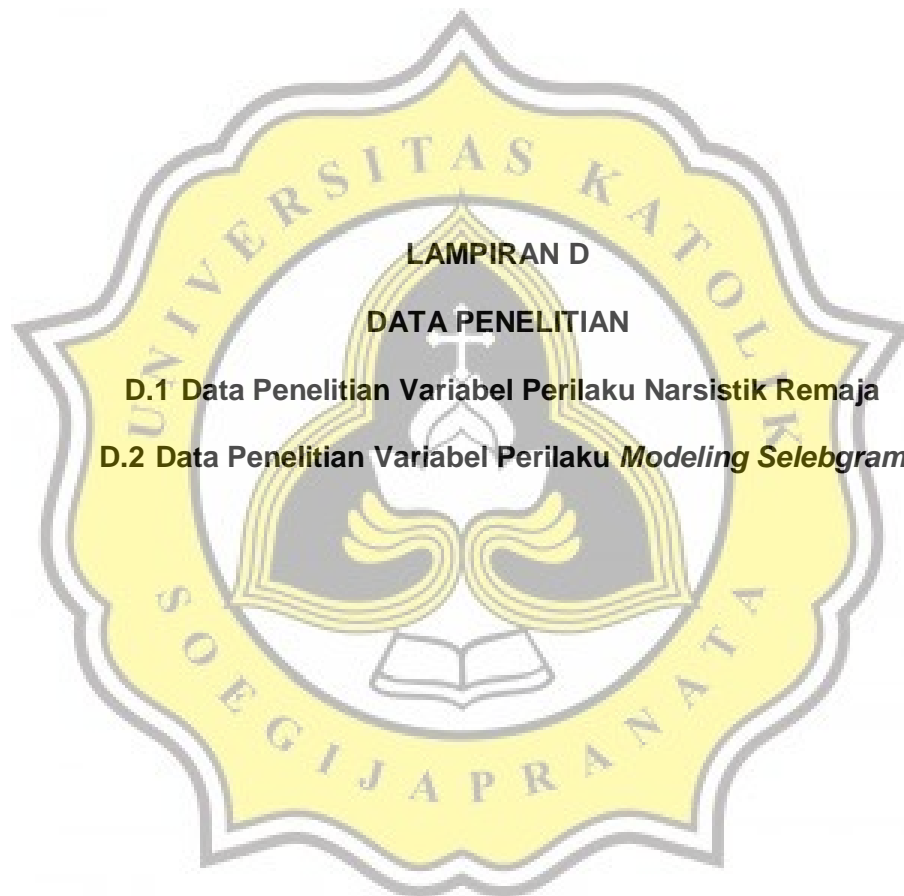 UNIVERSITAS KATOLIK
LAMPIRAN D
DATA PENELITIAN
D.1 Data Penelitian Variabel Perilaku Narsistik Remaja
D.2 Data Penelitian Variabel Perilaku Modeling Selebgram
SOEGIJAPRANATA